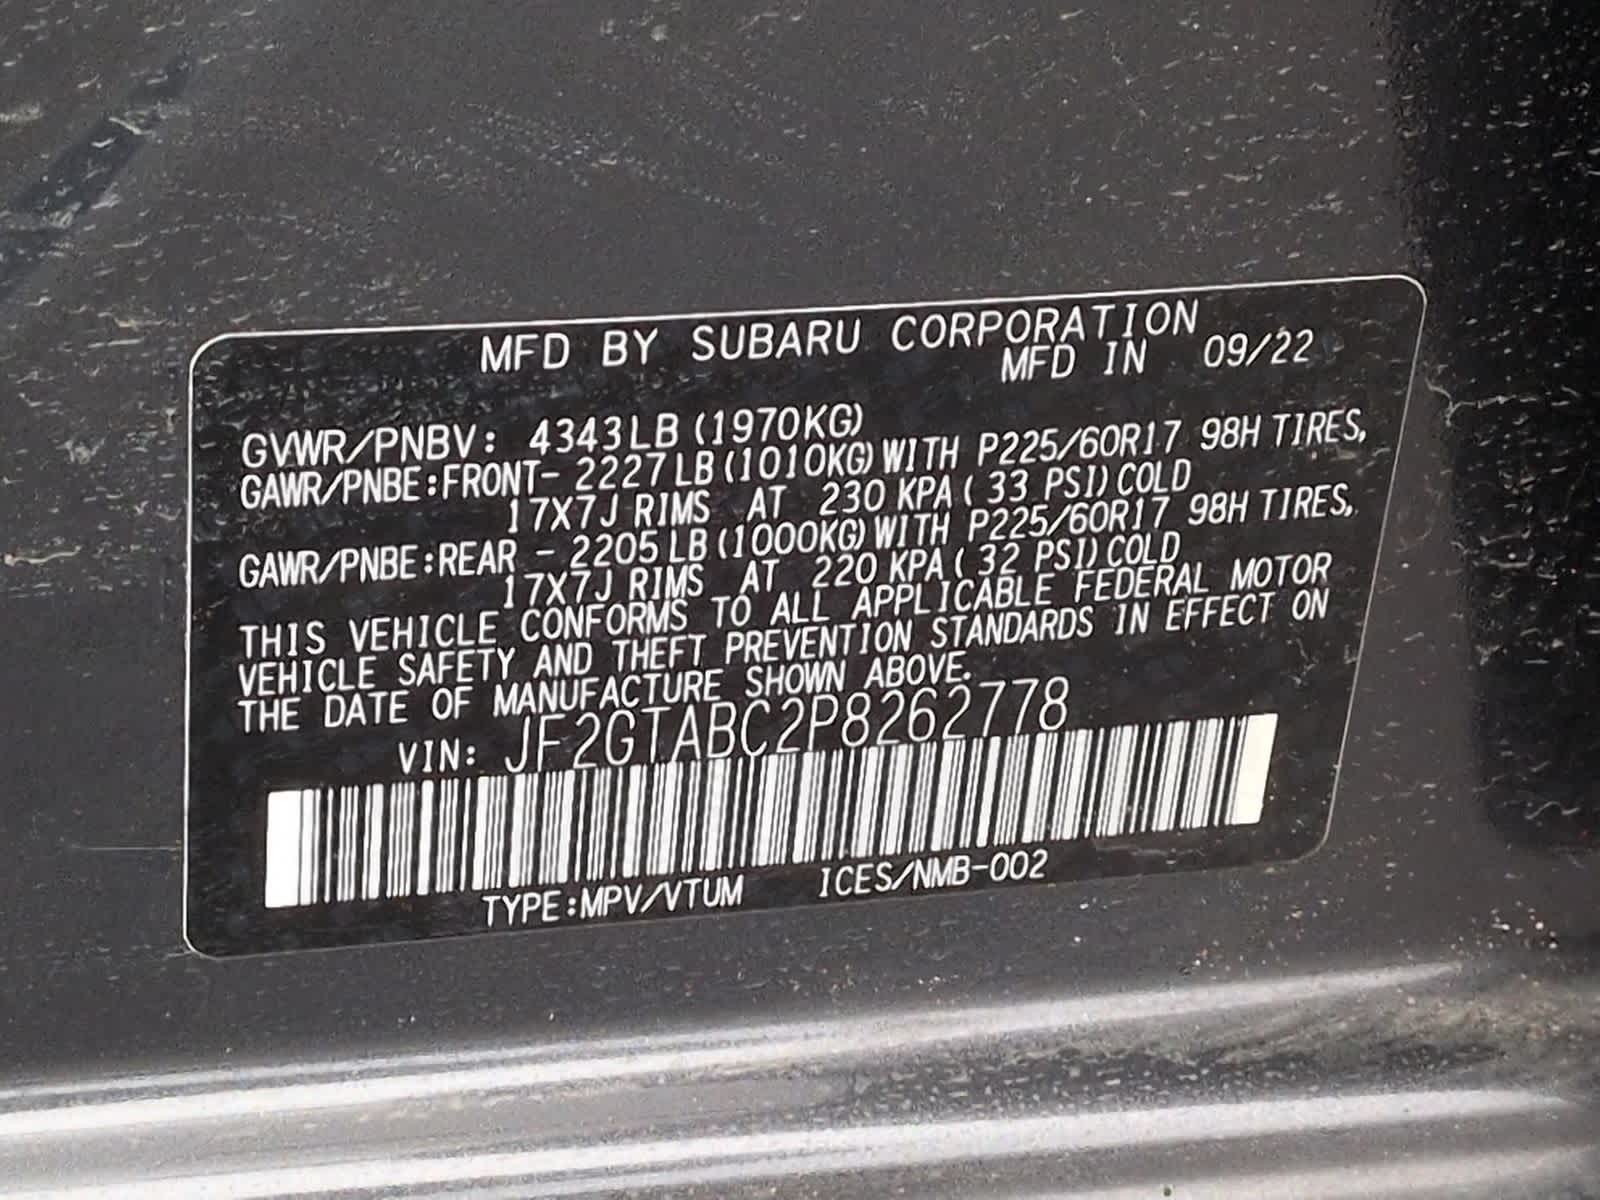 MFD BY SUBARU CORPORATION
MFD IN 09/22
GVWR/PNBV: 4343LB (1970KG)
GAWR/PNBE:FRONT- 2227LB(1010KG)WITH P225/60R17 98H TIRES,
17X7J RIMS AT 230 KPA( 33 PSI)COLD
GAWR/PNBE:REAR - 2205LB(1000KG)WITH P225/60R17 98H TIRES,
17X7J RIMS AT 220 KPA( 32 PSI)COLD
THIS VEHICLE CONFORMS TO ALL APPLICABLE FEDERAL MOTOR
VEHICLE SAFETY AND THEFT PREVENTION STANDARDS IN EFFECT ON
THE DATE OF MANUFACTURE SHOWN ABOVE.
VIN: JF2GTABC2P8262778
TYPE:MPV/VTUM ICES/NMB-002